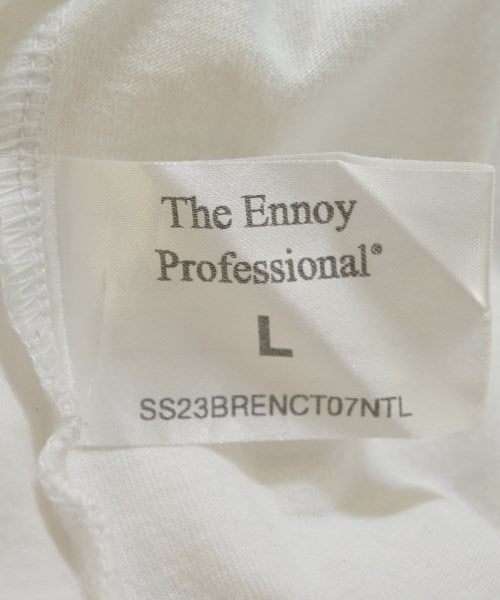 The Ennoy
Professional®
L
SS23BRENCT07NTL